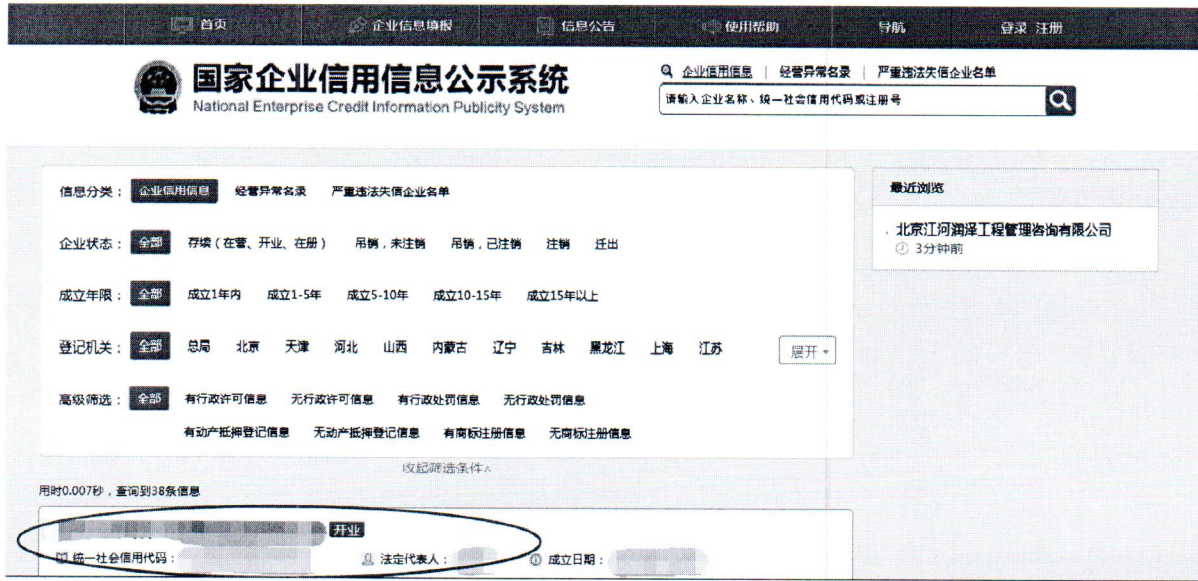 首页 企业信息填报 信息公告 使用帮助 导航 登录 注册
国家企业信用信息公示系统
National Enterprise Credit Information Publicity System
企业信用信息 | 经营异常名录 | 严重违法失信企业名单
请输入企业名称、统一社会信用代码或注册号
信息分类： 企业信用信息 经营异常名录 严重违法失信企业名单
企业状态： 全部 存续（在营、开业、在册） 吊销，未注销 吊销，已注销 注销 迁出
成立年限： 全部 成立1年内 成立1-5年 成立5-10年 成立10-15年 成立15年以上
登记机关： 全部 总局 北京 天津 河北 山西 内蒙古 辽宁 吉林 黑龙江 上海 江苏 展开
高级筛选： 全部 有行政许可信息 无行政许可信息 有行政处罚信息 无行政处罚信息
有动产抵押登记信息 无动产抵押登记信息 有商标注册信息 无商标注册信息
收起筛选条件
最近浏览
北京江河润泽工程管理咨询有限公司
3分钟前
用时0.007秒，查询到38条信息
开业
统一社会信用代码： 法定代表人： 成立日期：